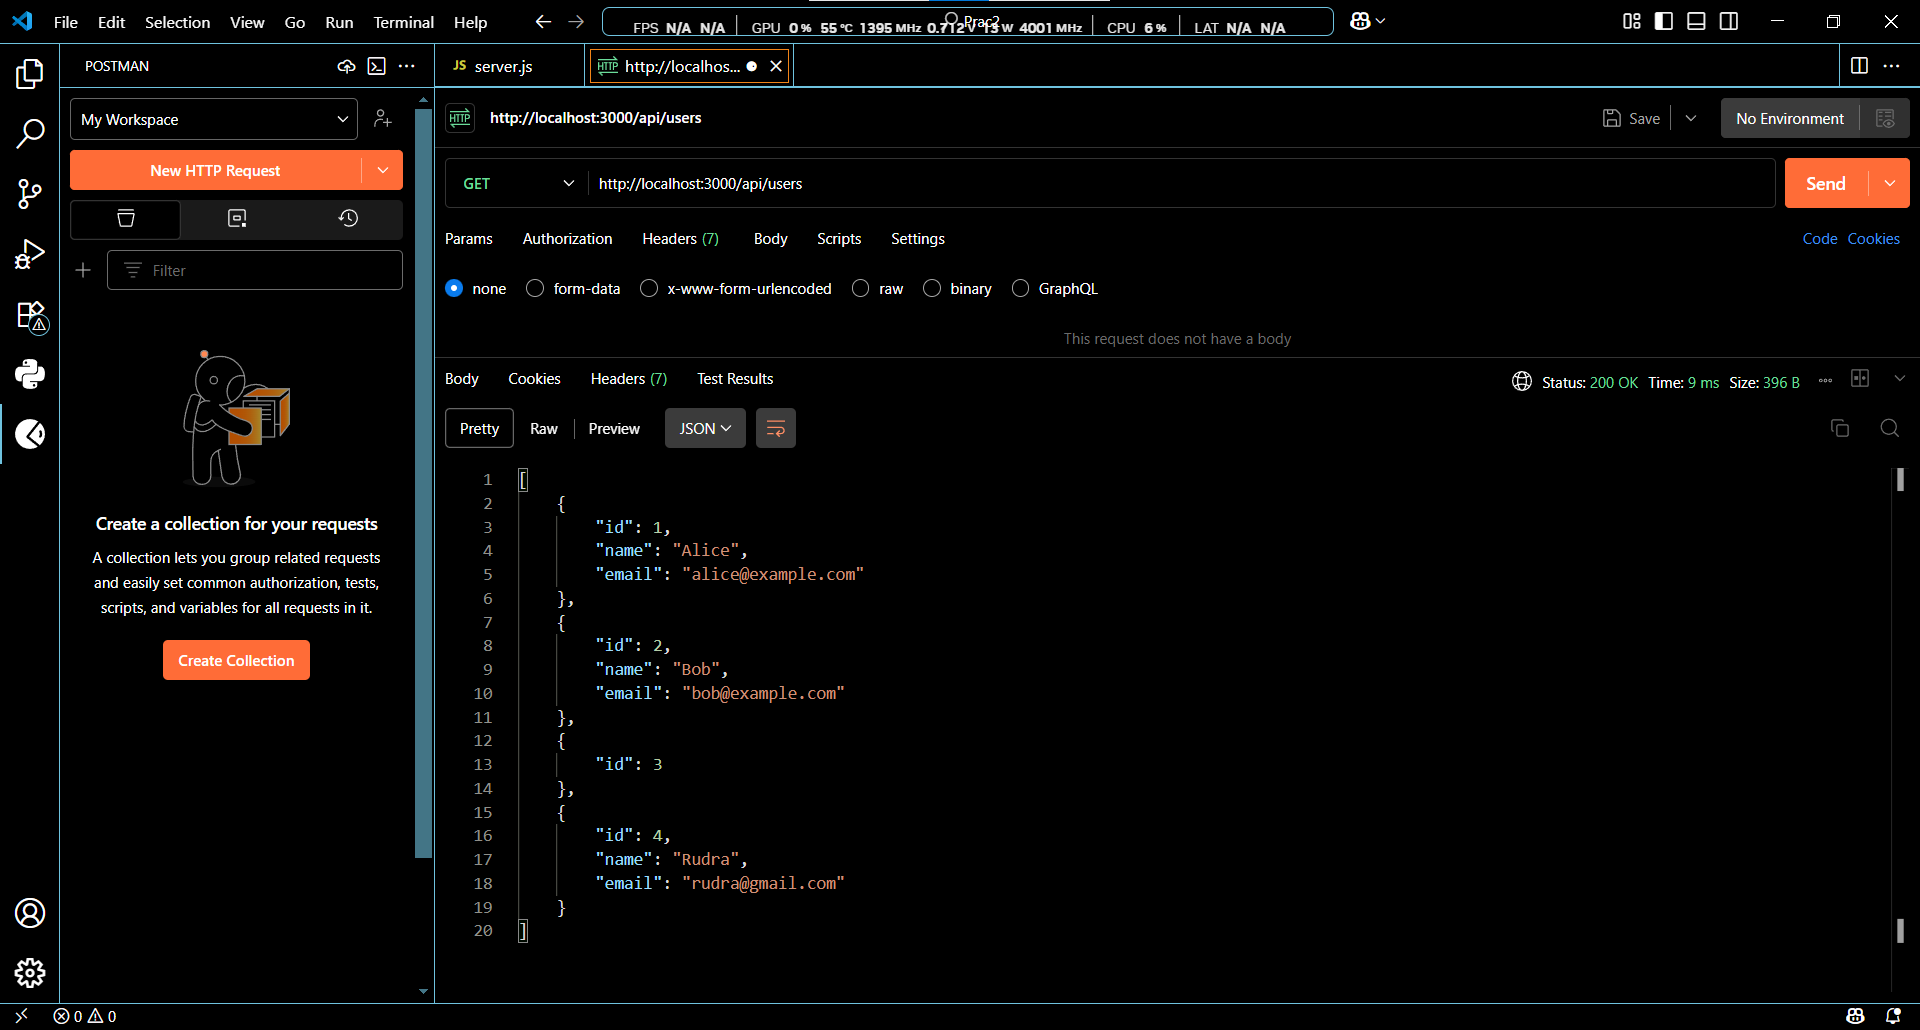 File Edit Selection View Go Run Terminal Help
Prac2
FPS N/A N/A GPU 0% 55 °C 1395 MHz 0.712 V 13 W 4001 MHz CPU 6% LAT N/A N/A
POSTMAN
JS server.js
HTTP http://localhos...
My Workspace
HTTP http://localhost:3000/api/users
Save
No Environment
New HTTP Request
GET http://localhost:3000/api/users
Send
Params Authorization Headers (7) Body Scripts Settings
Code Cookies
Filter
none form-data x-www-form-urlencoded raw binary GraphQL
This request does not have a body
Body Cookies Headers (7) Test Results
Status: 200 OK Time: 9 ms Size: 396 B
Pretty Raw Preview JSON
Create a collection for your requests
A collection lets you group related requests
and easily set common authorization, tests,
scripts, and variables for all requests in it.
Create Collection
1 [
2 {
3 "id": 1,
4 "name": "Alice",
5 "email": "alice@example.com"
6 },
7 {
8 "id": 2,
9 "name": "Bob",
10 "email": "bob@example.com"
11 },
12 {
13 "id": 3
14 },
15 {
16 "id": 4,
17 "name": "Rudra",
18 "email": "rudra@gmail.com"
19 }
20 ]
0 0